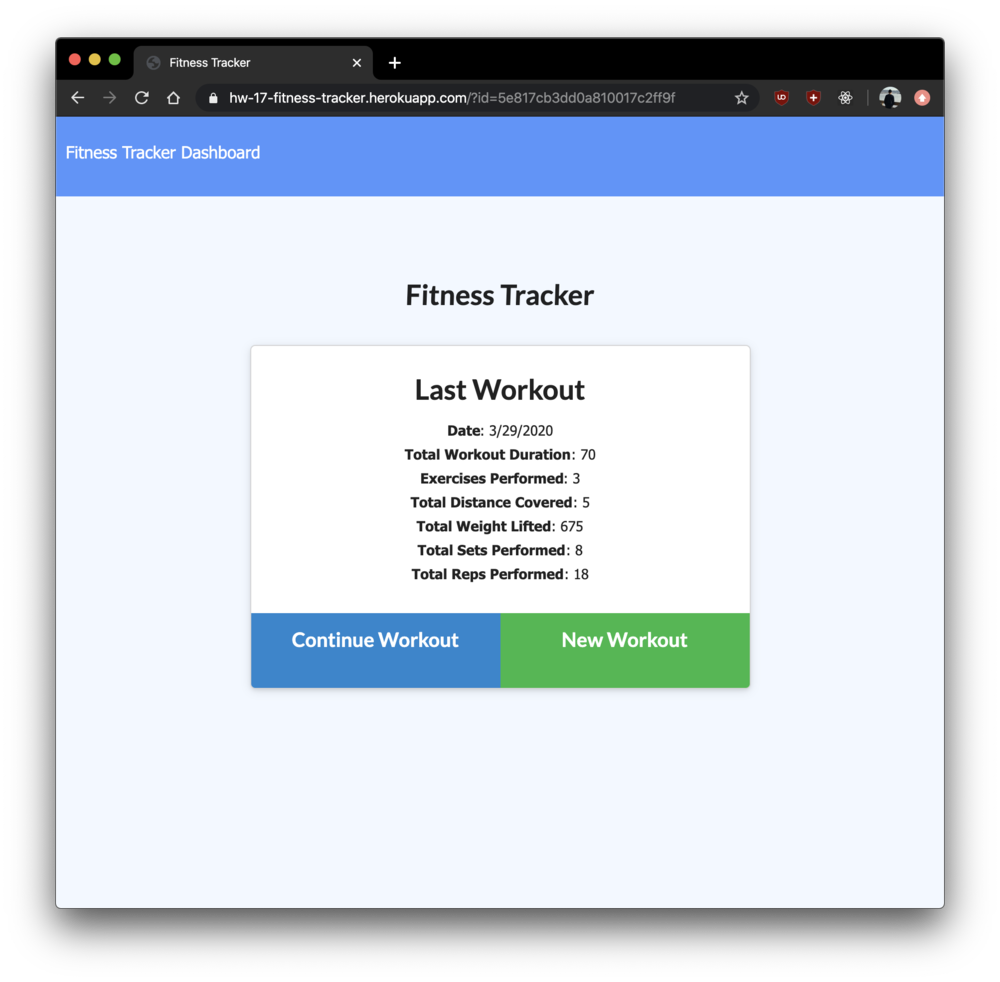 Fitness Tracker
hw-17-fitness-tracker.herokuapp.com/?id=5e817cb3dd0a810017c2ff9f
Fitness Tracker Dashboard
Fitness Tracker
Last Workout
Date: 3/29/2020
Total Workout Duration: 70
Exercises Performed: 3
Total Distance Covered: 5
Total Weight Lifted: 675
Total Sets Performed: 8
Total Reps Performed: 18
Continue Workout
New Workout